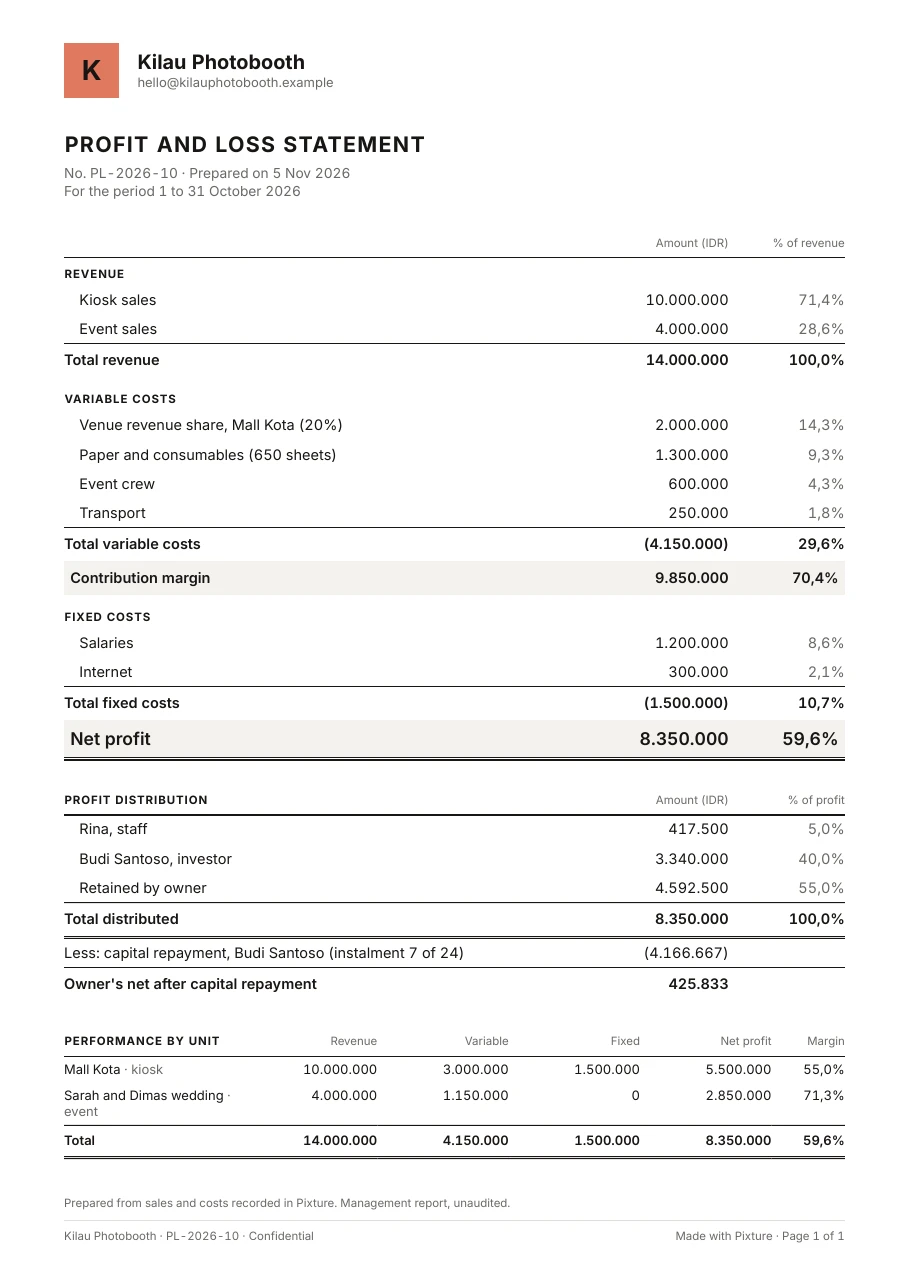 K
Kilau Photobooth
hello@kilauphotobooth.example
PROFIT AND LOSS STATEMENT
No. PL-2026-10 · Prepared on 5 Nov 2026
For the period 1 to 31 October 2026
Amount (IDR) % of revenue
REVENUE
Kiosk sales 10.000.000 71,4%
Event sales 4.000.000 28,6%
Total revenue 14.000.000 100,0%
VARIABLE COSTS
Venue revenue share, Mall Kota (20%) 2.000.000 14,3%
Paper and consumables (650 sheets) 1.300.000 9,3%
Event crew 600.000 4,3%
Transport 250.000 1,8%
Total variable costs (4.150.000) 29,6%
Contribution margin 9.850.000 70,4%
FIXED COSTS
Salaries 1.200.000 8,6%
Internet 300.000 2,1%
Total fixed costs (1.500.000) 10,7%
Net profit 8.350.000 59,6%
PROFIT DISTRIBUTION Amount (IDR) % of profit
Rina, staff 417.500 5,0%
Budi Santoso, investor 3.340.000 40,0%
Retained by owner 4.592.500 55,0%
Total distributed 8.350.000 100,0%
Less: capital repayment, Budi Santoso (instalment 7 of 24) (4.166.667)
Owner's net after capital repayment 425.833
PERFORMANCE BY UNIT Revenue Variable Fixed Net profit Margin
Mall Kota · kiosk 10.000.000 3.000.000 1.500.000 5.500.000 55,0%
Sarah and Dimas wedding · 4.000.000 1.150.000 0 2.850.000 71,3%
event
Total 14.000.000 4.150.000 1.500.000 8.350.000 59,6%
Prepared from sales and costs recorded in Pixture. Management report, unaudited.
Kilau Photobooth · PL-2026-10 · Confidential Made with Pixture · Page 1 of 1